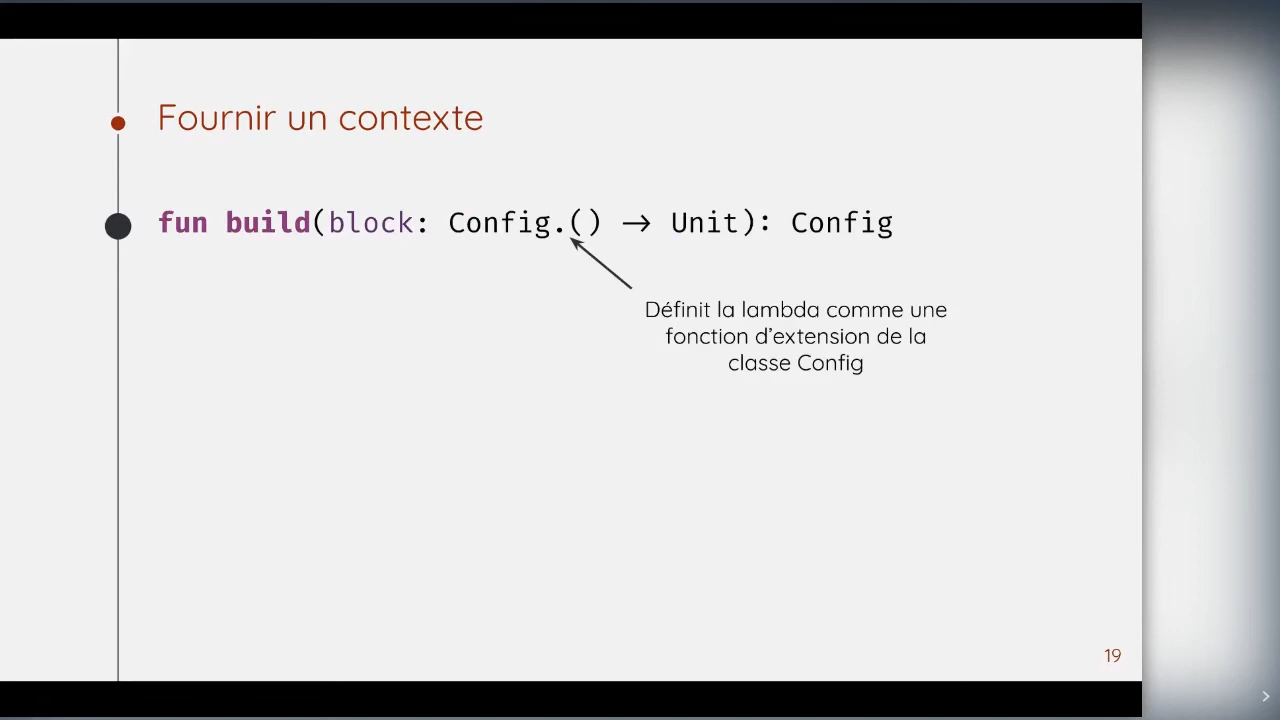 Fournir un contexte
fun build(block: Config.() → Unit): Config
Définit la lambda comme une
fonction d’extension de la
classe Config
19